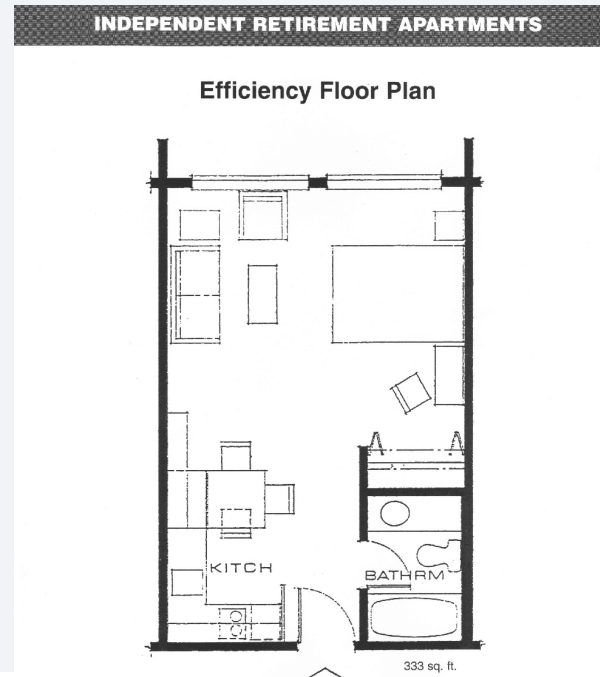 INDEPENDENT RETIREMENT APARTMENTS
Efficiency Floor Plan
KITCH
BATHRM
333 sq. ft.